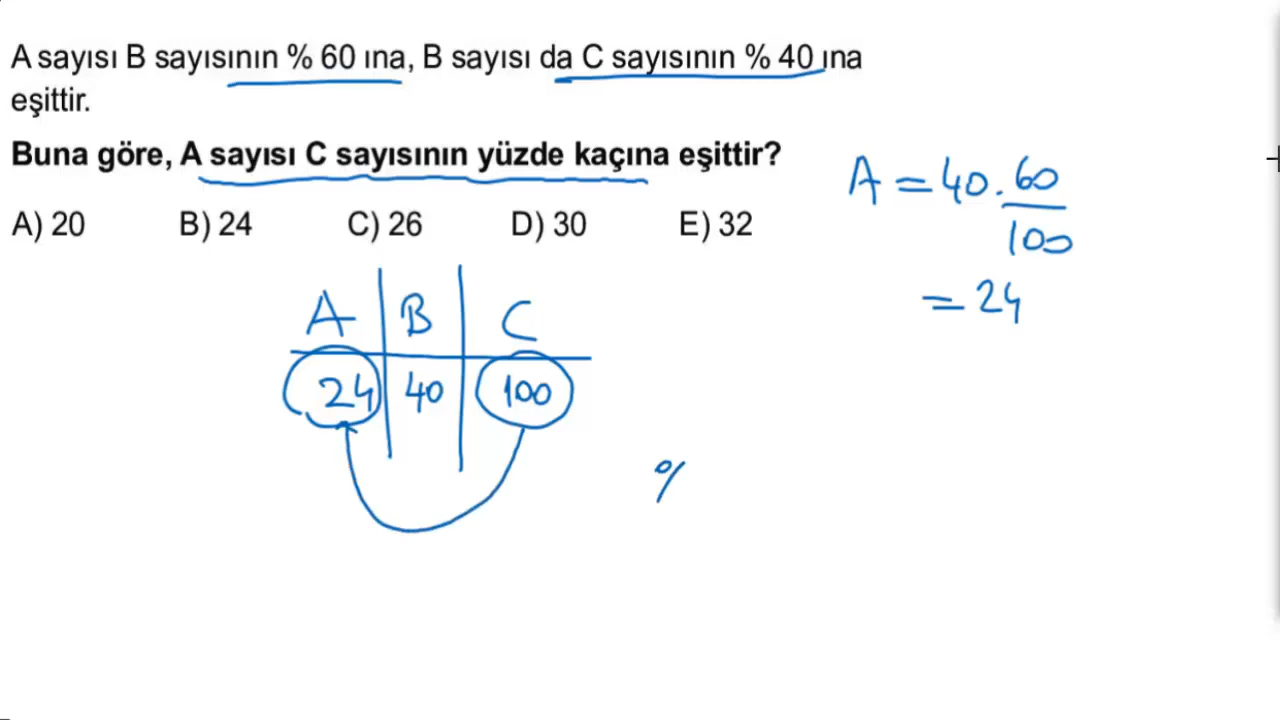 A sayısı B sayısının % 60 ına, B sayısı da C sayısının % 40 ına
eşittir.
Buna göre, A sayısı C sayısının yüzde kaçına eşittir?
A) 20 B) 24 C) 26 D) 30 E) 32
A = 40 . 60
100
= 24
A B C
24 40 100
%